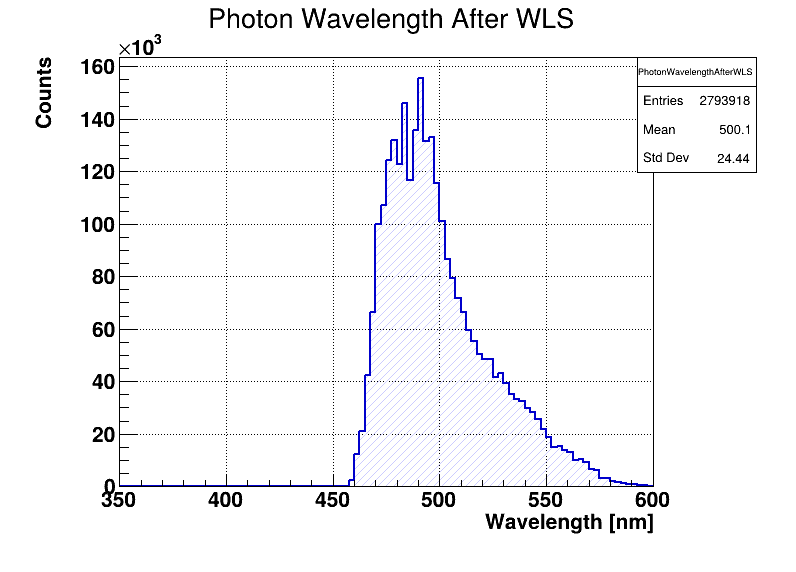 Photon Wavelength After WLS
×10³
Counts
160
140
120
100
80
60
40
20
0
350 400 450 500 550 600
Wavelength [nm]
PhotonWavelengthAfterWLS
Entries 2793918
Mean 500.1
Std Dev 24.44